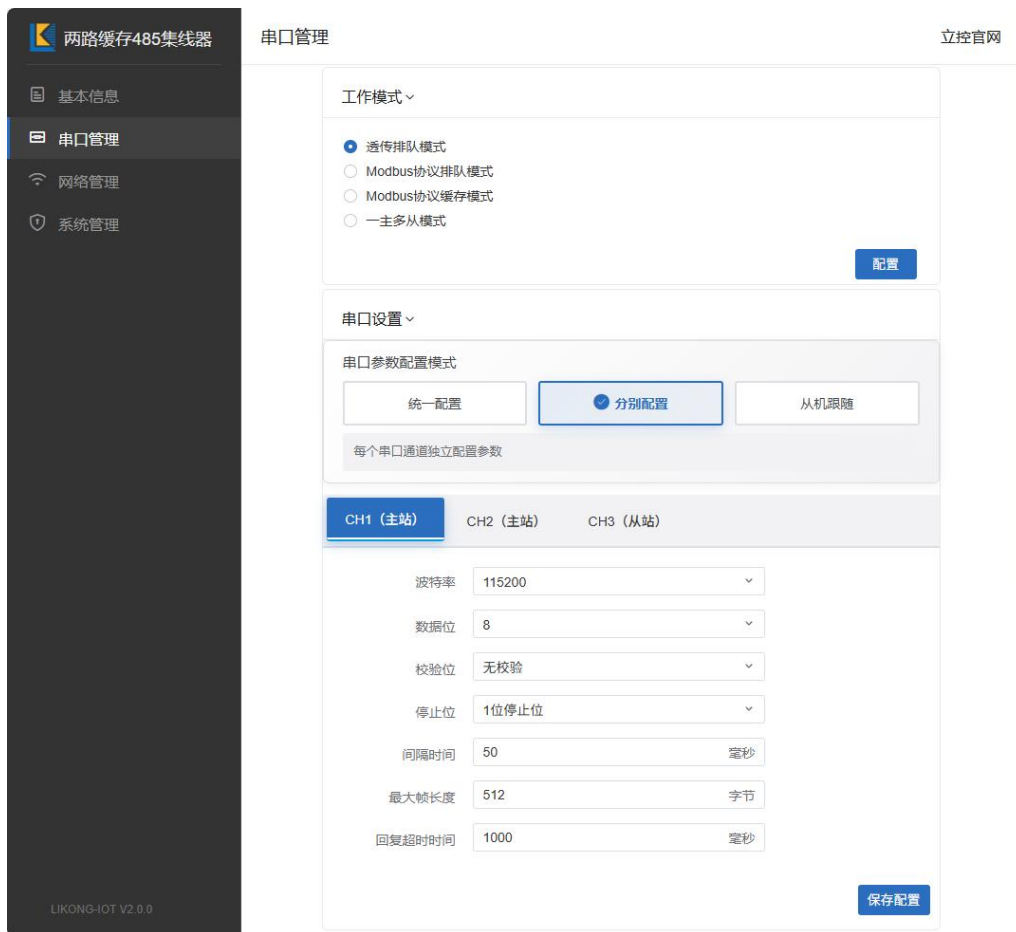 两路缓存485集线器
基本信息
串口管理
网络管理
系统管理
LIKONG-IOT V2.0.0
串口管理
立控官网
工作模式
透传排队模式
Modbus协议排队模式
Modbus协议缓存模式
一主多从模式
配置
串口设置
串口参数配置模式
统一配置
分别配置
从机跟随
每个串口通道独立配置参数
CH1（主站）
CH2（主站）
CH3（从站）
波特率 115200
数据位 8
校验位 无校验
停止位 1位停止位
间隔时间 50 毫秒
最大帧长度 512 字节
回复超时时间 1000 毫秒
保存配置